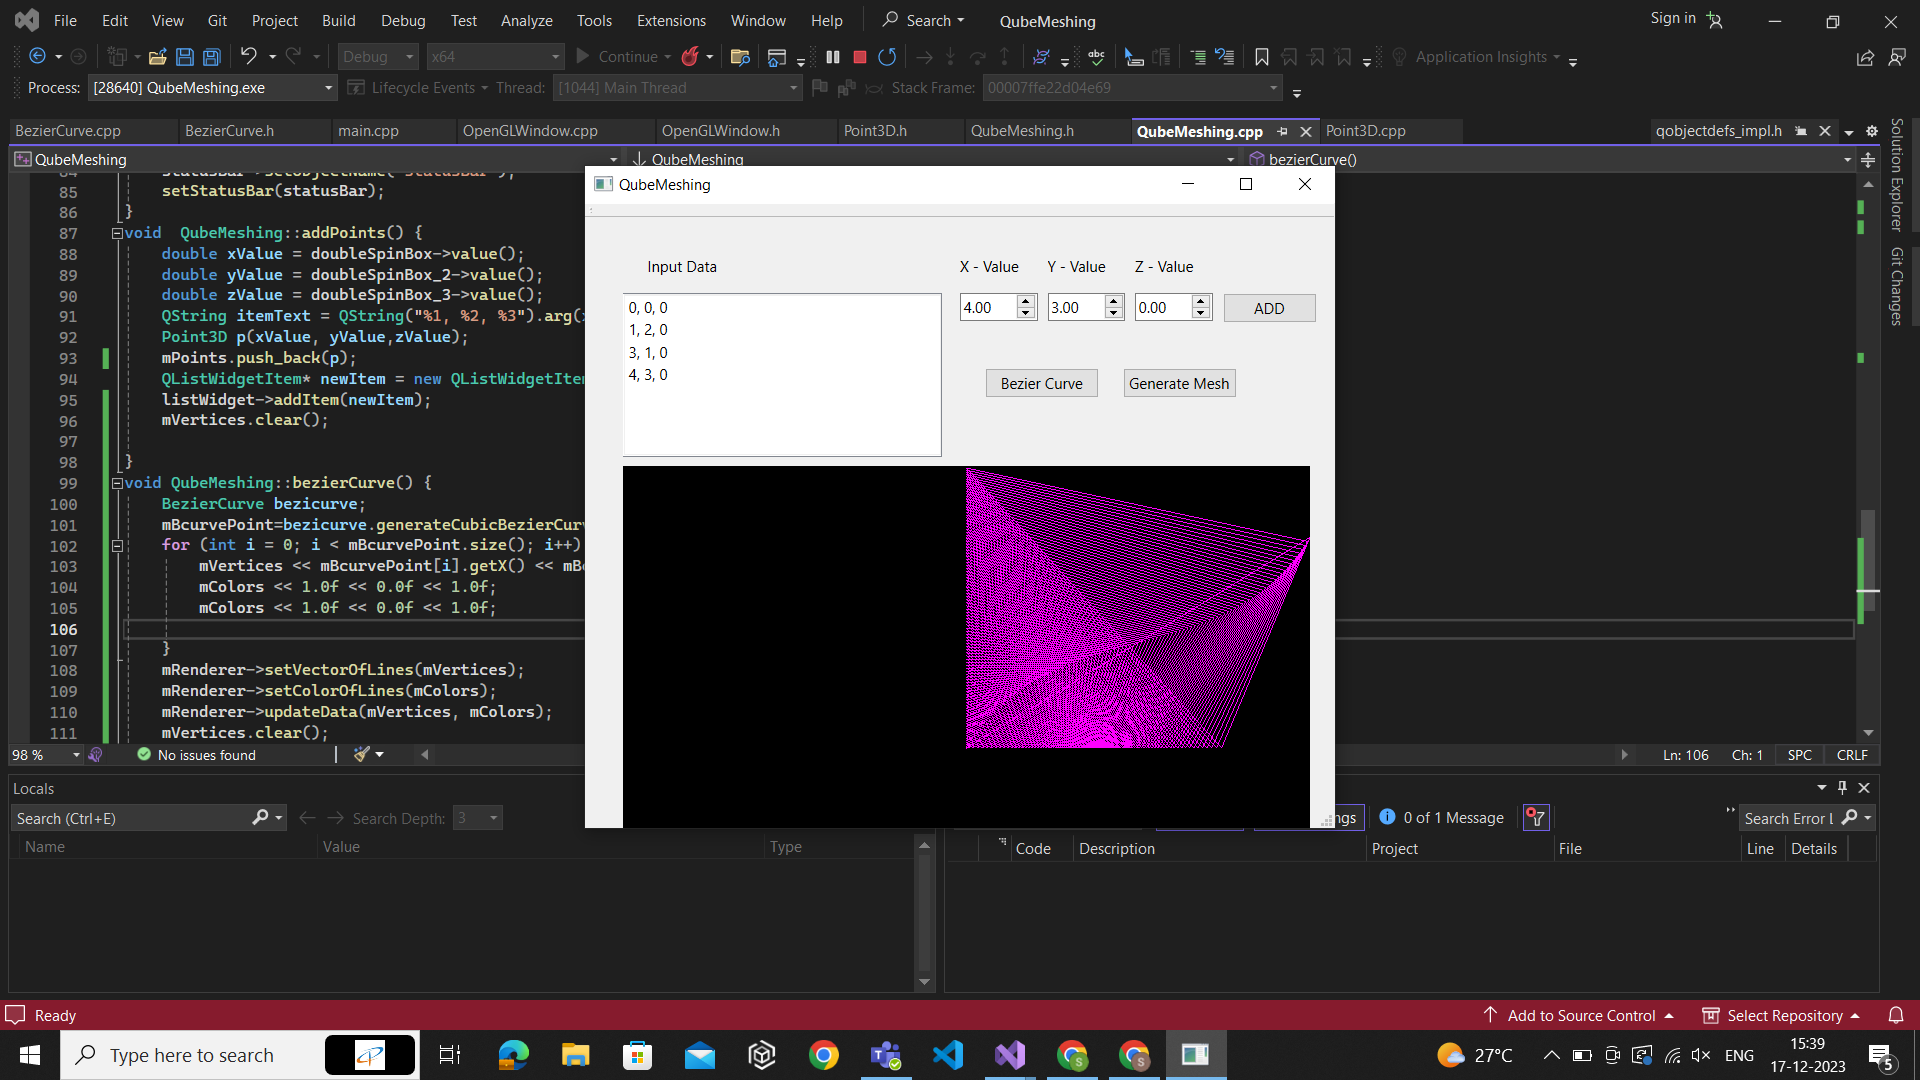 File Edit View Git Project Build Debug Test Analyze Tools Extensions Window Help Search QubeMeshing Sign in
Debug x64 Continue Application Insights
Process: [28640] QubeMeshing.exe Lifecycle Events Thread: [1044] Main Thread Stack Frame: 00007ffe22d04e69
BezierCurve.cpp BezierCurve.h main.cpp OpenGLWindow.cpp OpenGLWindow.h Point3D.h QubeMeshing.h QubeMeshing.cpp Point3D.cpp qobjectdefs_impl.h
QubeMeshing QubeMeshing bezierCurve()
85 setStatusBar(statusBar);
86 }
87 void QubeMeshing::addPoints() {
88 double xValue = doubleSpinBox->value();
89 double yValue = doubleSpinBox_2->value();
90 double zValue = doubleSpinBox_3->value();
91 QString itemText = QString("%1, %2, %3").arg(
92 Point3D p(xValue, yValue,zValue);
93 mPoints.push_back(p);
94 QListWidgetItem* newItem = new QListWidgetIte
95 listWidget->addItem(newItem);
96 mVertices.clear();
97
98 }
99 void QubeMeshing::bezierCurve() {
100 BezierCurve bezicurve;
101 mBcurvePoint=bezicurve.generateCubicBezierCur
102 for (int i = 0; i < mBcurvePoint.size(); i++)
103 mVertices << mBcurvePoint[i].getX() << mB
104 mColors << 1.0f << 0.0f << 1.0f;
105 mColors << 1.0f << 0.0f << 1.0f;
106
107 }
108 mRenderer->setVectorOfLines(mVertices);
109 mRenderer->setColorOfLines(mColors);
110 mRenderer->updateData(mVertices, mColors);
111 mVertices.clear();
98 % No issues found Ln: 106 Ch: 1 SPC CRLF
QubeMeshing
Input Data X - Value Y - Value Z - Value
0, 0, 0
1, 2, 0
3, 1, 0
4, 3, 0
4.00 3.00 0.00 ADD
Bezier Curve Generate Mesh
Solution Explorer
Git Changes
Locals
Search (Ctrl+E) Search Depth: 3
Name Value Type
ngs 0 of 1 Message Search Error L
Code Description Project File Line Details
Ready Add to Source Control Select Repository
Type here to search 27°C ENG 15:39
17-12-2023 5